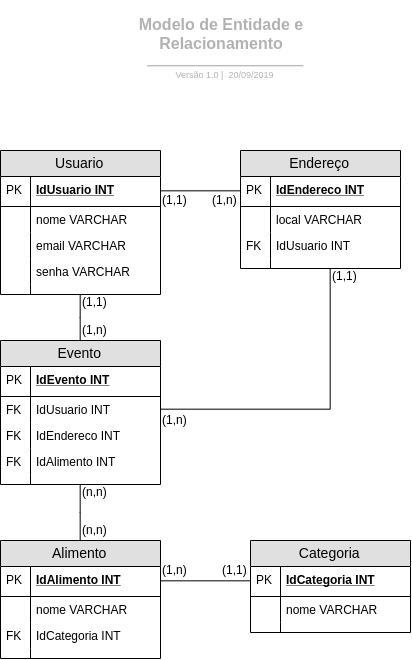 Modelo de Entidade e
Relacionamento
Versão 1.0 | 20/09/2019
Usuario
PK IdUsuario INT
nome VARCHAR
email VARCHAR
senha VARCHAR
(1,1) (1,n)
Endereço
PK IdEndereco INT
local VARCHAR
FK IdUsuario INT
(1,1)
(1,1)
(1,n)
Evento
PK IdEvento INT
FK IdUsuario INT
FK IdEndereco INT
FK IdAlimento INT
(1,n)
(n,n)
(n,n)
Alimento
PK IdAlimento INT
nome VARCHAR
FK IdCategoria INT
(1,n) (1,1)
Categoria
PK IdCategoria INT
nome VARCHAR